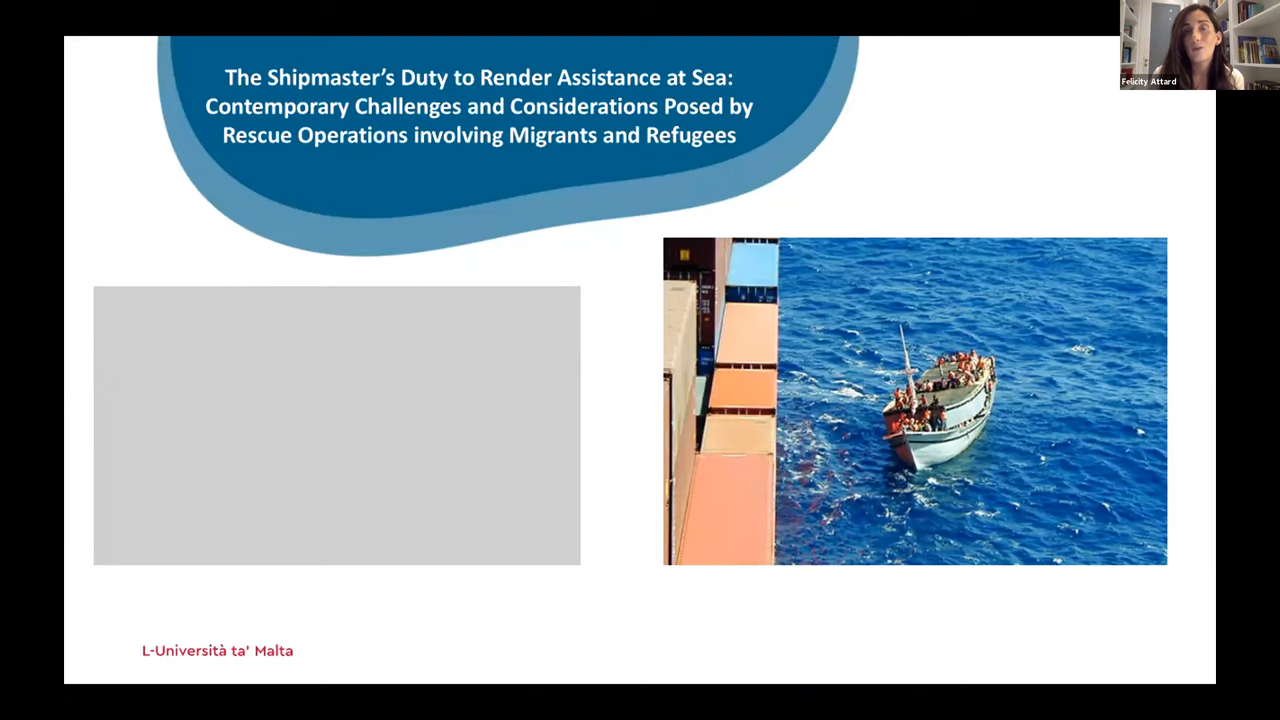 The Shipmaster's Duty to Render Assistance at Sea:
Contemporary Challenges and Considerations Posed by
Rescue Operations involving Migrants and Refugees
Felicity Attard
L-Università ta' Malta